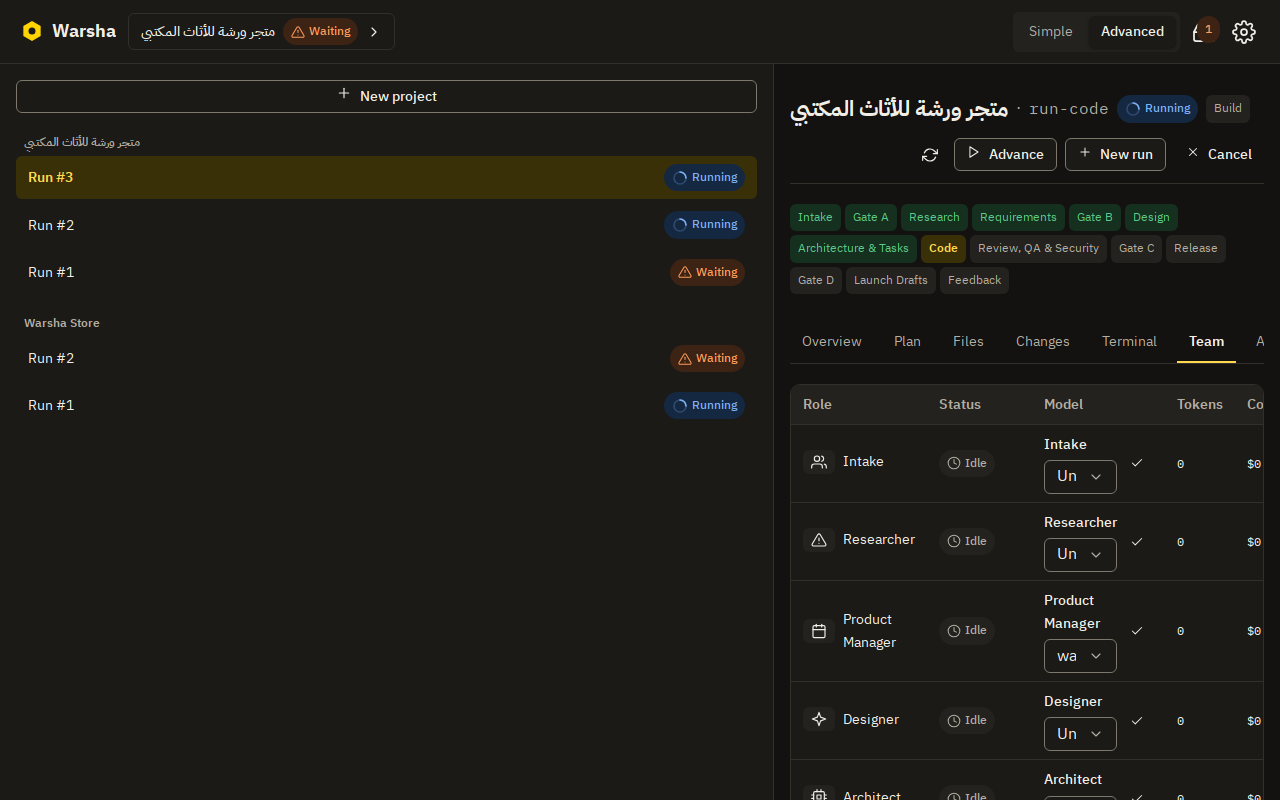 Warsha
متجر ورشة للأثاث المكتبي
Waiting
Simple
Advanced
1
New project
متجر ورشة للأثاث المكتبي
Run #3
Running
Run #2
Running
Run #1
Waiting
Warsha Store
Run #2
Waiting
Run #1
Running
متجر ورشة للأثاث المكتبي · run-code
Running
Build
Advance
New run
Cancel
Intake
Gate A
Research
Requirements
Gate B
Design
Architecture & Tasks
Code
Review, QA & Security
Gate C
Release
Gate D
Launch Drafts
Feedback
Overview
Plan
Files
Changes
Terminal
Team
A
Role
Status
Model
Tokens
Co
Intake
Idle
Intake
Un
0
$0
Researcher
Idle
Researcher
Un
0
$0
Product
Manager
Idle
Product
Manager
wa
0
$0
Designer
Idle
Designer
Un
0
$0
Architect
Idle
Architect
0
$0